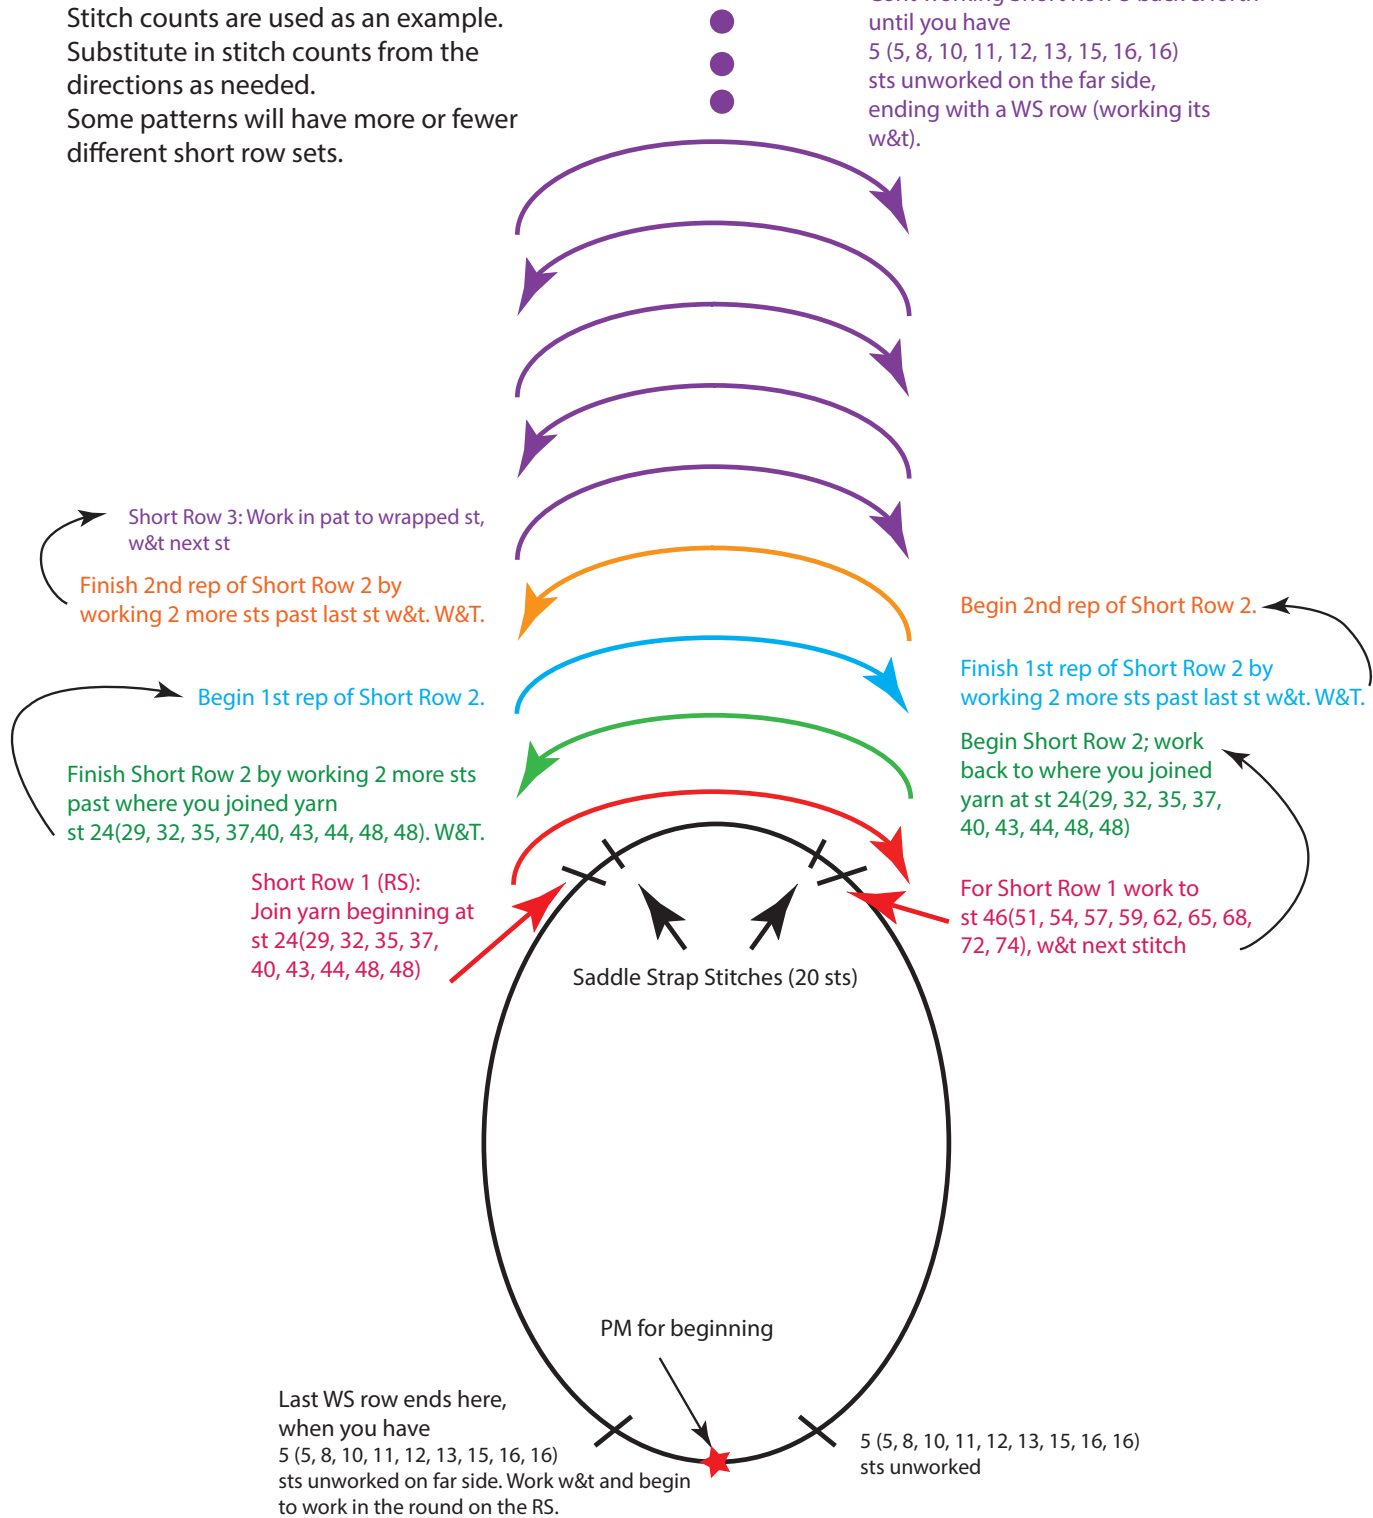 Stitch counts are used as an example.
Substitute in stitch counts from the
directions as needed.
Some patterns will have more or fewer
different short row sets.
until you have
5 (5, 8, 10, 11, 12, 13, 15, 16, 16)
sts unworked on the far side,
ending with a WS row (working its
w&t).
Short Row 3: Work in pat to wrapped st,
w&t next st
Finish 2nd rep of Short Row 2 by
working 2 more sts past last st w&t. W&T.
Begin 2nd rep of Short Row 2.
Finish 1st rep of Short Row 2 by
working 2 more sts past last st w&t. W&T.
Begin 1st rep of Short Row 2.
Begin Short Row 2; work
back to where you joined
yarn at st 24(29, 32, 35, 37,
40, 43, 44, 48, 48)
Finish Short Row 2 by working 2 more sts
past where you joined yarn
st 24(29, 32, 35, 37,40, 43, 44, 48, 48). W&T.
Short Row 1 (RS):
Join yarn beginning at
st 24(29, 32, 35, 37,
40, 43, 44, 48, 48)
For Short Row 1 work to
st 46(51, 54, 57, 59, 62, 65, 68,
72, 74), w&t next stitch
Saddle Strap Stitches (20 sts)
PM for beginning
Last WS row ends here,
when you have
5 (5, 8, 10, 11, 12, 13, 15, 16, 16)
sts unworked on far side. Work w&t and begin
to work in the round on the RS.
5 (5, 8, 10, 11, 12, 13, 15, 16, 16)
sts unworked